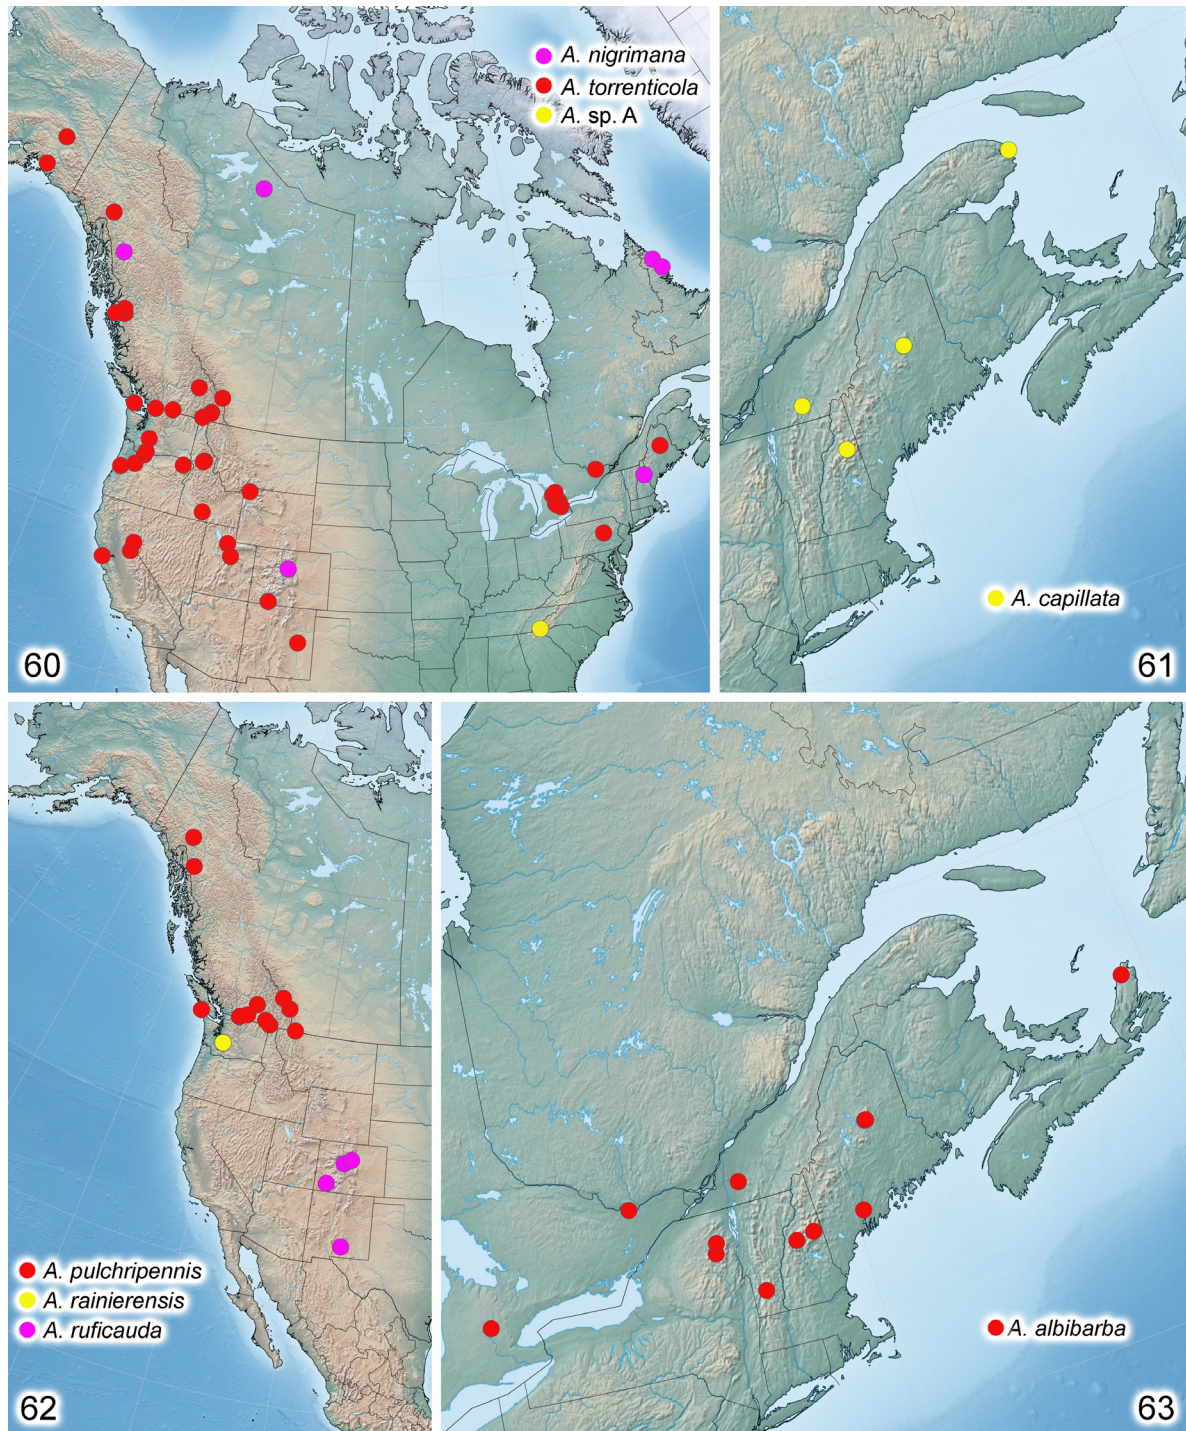 A. nigrimana
A. torrenticola
A. sp. A
60
A. capillata
61
A. pulchripennis
A. rainierensis
A. ruficauda
62
A. albibarba
63